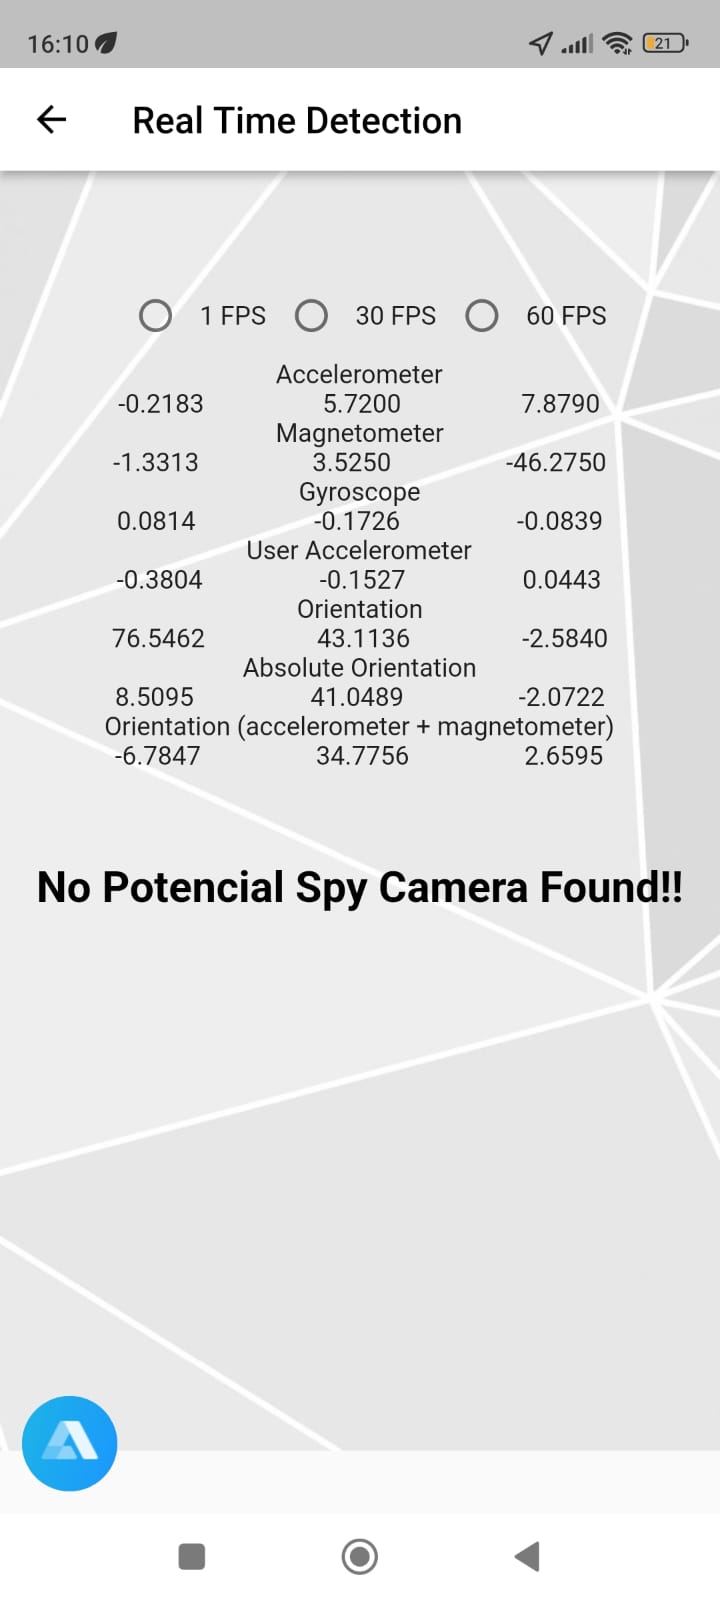 16:10
21
Real Time Detection
1 FPS 30 FPS 60 FPS
Accelerometer
-0.2183 5.7200 7.8790
Magnetometer
-1.3313 3.5250 -46.2750
Gyroscope
0.0814 -0.1726 -0.0839
User Accelerometer
-0.3804 -0.1527 0.0443
Orientation
76.5462 43.1136 -2.5840
Absolute Orientation
8.5095 41.0489 -2.0722
Orientation (accelerometer + magnetometer)
-6.7847 34.7756 2.6595
No Potencial Spy Camera Found!!